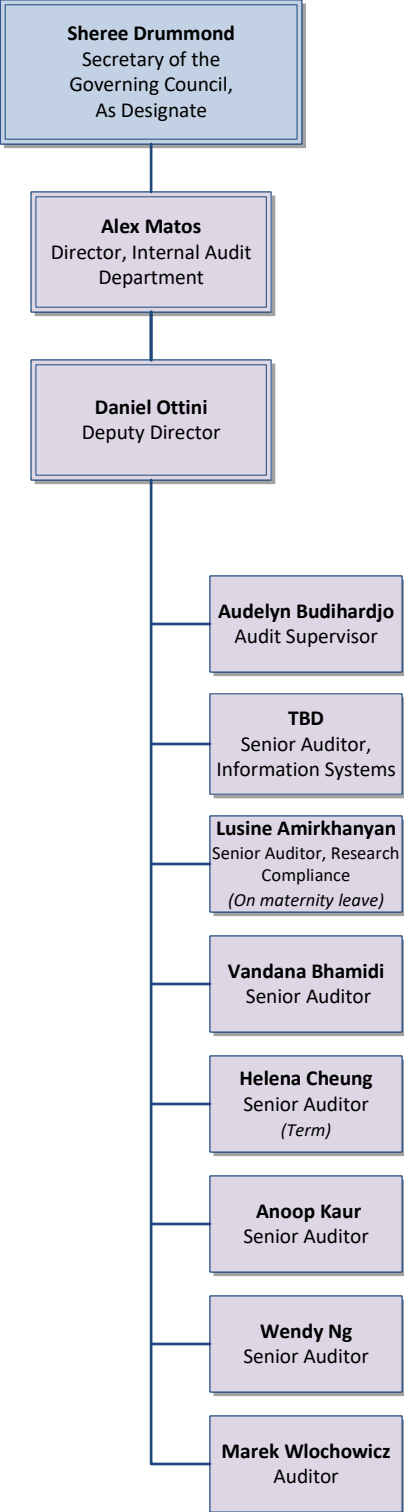 Sheree Drummond
Secretary of the
Governing Council,
As Designate
Alex Matos
Director, Internal Audit
Department
Daniel Ottini
Deputy Director
Audelyn Budihardjo
Audit Supervisor
TBD
Senior Auditor,
Information Systems
Lusine Amirkhanyan
Senior Auditor, Research
Compliance
(On maternity leave)
Vandana Bhamidi
Senior Auditor
Helena Cheung
Senior Auditor
(Term)
Anoop Kaur
Senior Auditor
Wendy Ng
Senior Auditor
Marek Wlochowicz
Auditor